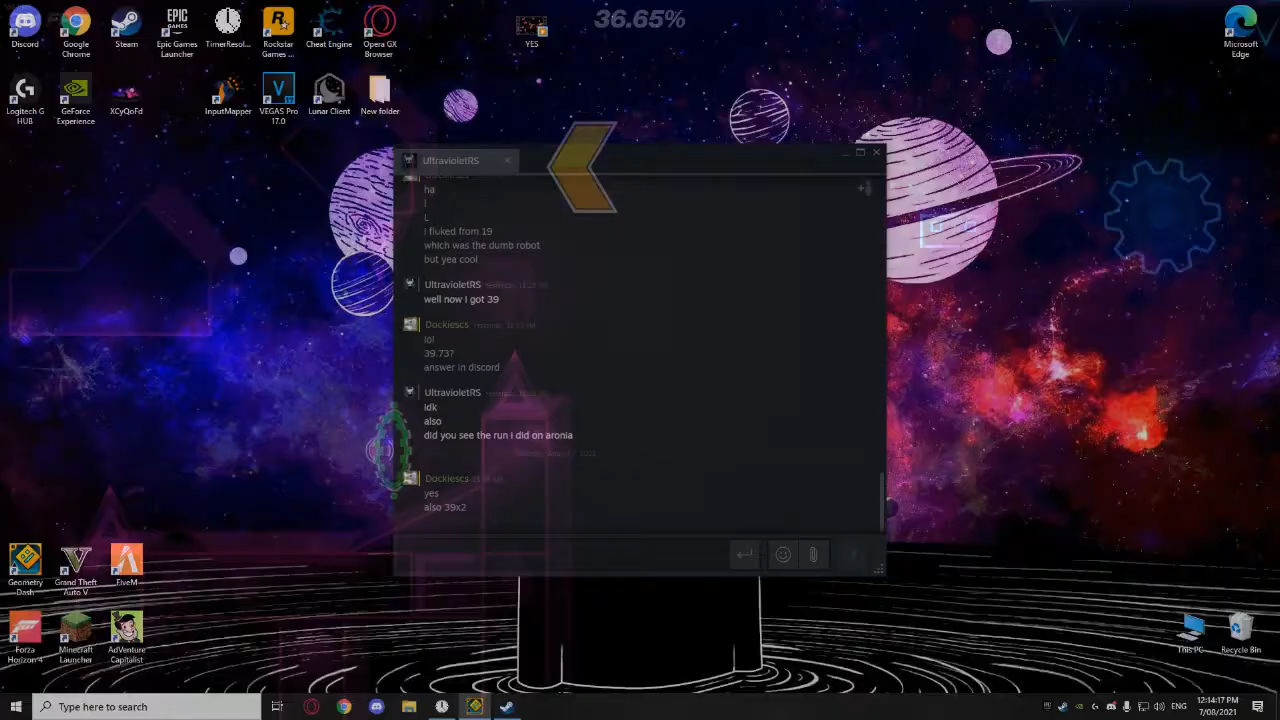 36.65%
Discord
Google Chrome
Steam
Epic Games Launcher
TimerResol...
Rockstar Games ...
Cheat Engine
Opera GX Browser
YES
Microsoft Edge
Logitech G HUB
GeForce Experience
XCyQoFd
InputMapper
VEGAS Pro 17.0
Lunar Client
New folder
UltravioletRS
ha
!
L
I fluked from 19
which was the dumb robot
but yea cool
UltravioletRS Yesterday
well now I got 39
Dockiescs Yesterday
lol
39.73?
answer in discord
UltravioletRS
idk
also
did you see the run i did on aronia
Dockiescs
yes
also 39x2
Geometry Dash
Grand Theft Auto V
FiveM
Forza Horizon 4
Minecraft Launcher
AdVenture Capitalist
This PC
Recycle Bin
Type here to search
ENG
12:14:17 PM
7/08/2021